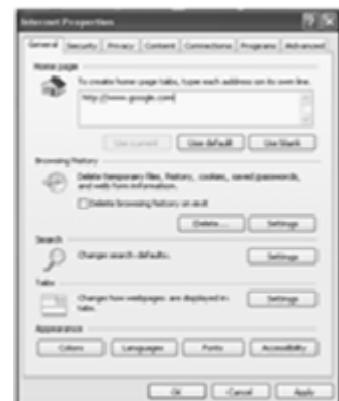 Internet Properties
General Security Privacy Content Connections Programs Advanced
Home page
To create home page tabs, type each address on its own line.
http://www.google.com/
Use current Use default Use blank
Browsing history
Delete temporary files, history, cookies, saved passwords,
and web form information.
Delete browsing history on exit
Delete... Settings
Search
Change search defaults.
Settings
Tabs
Change how webpages are displayed in
tabs.
Settings
Appearance
Colors Languages Fonts Accessibility
OK Cancel Apply